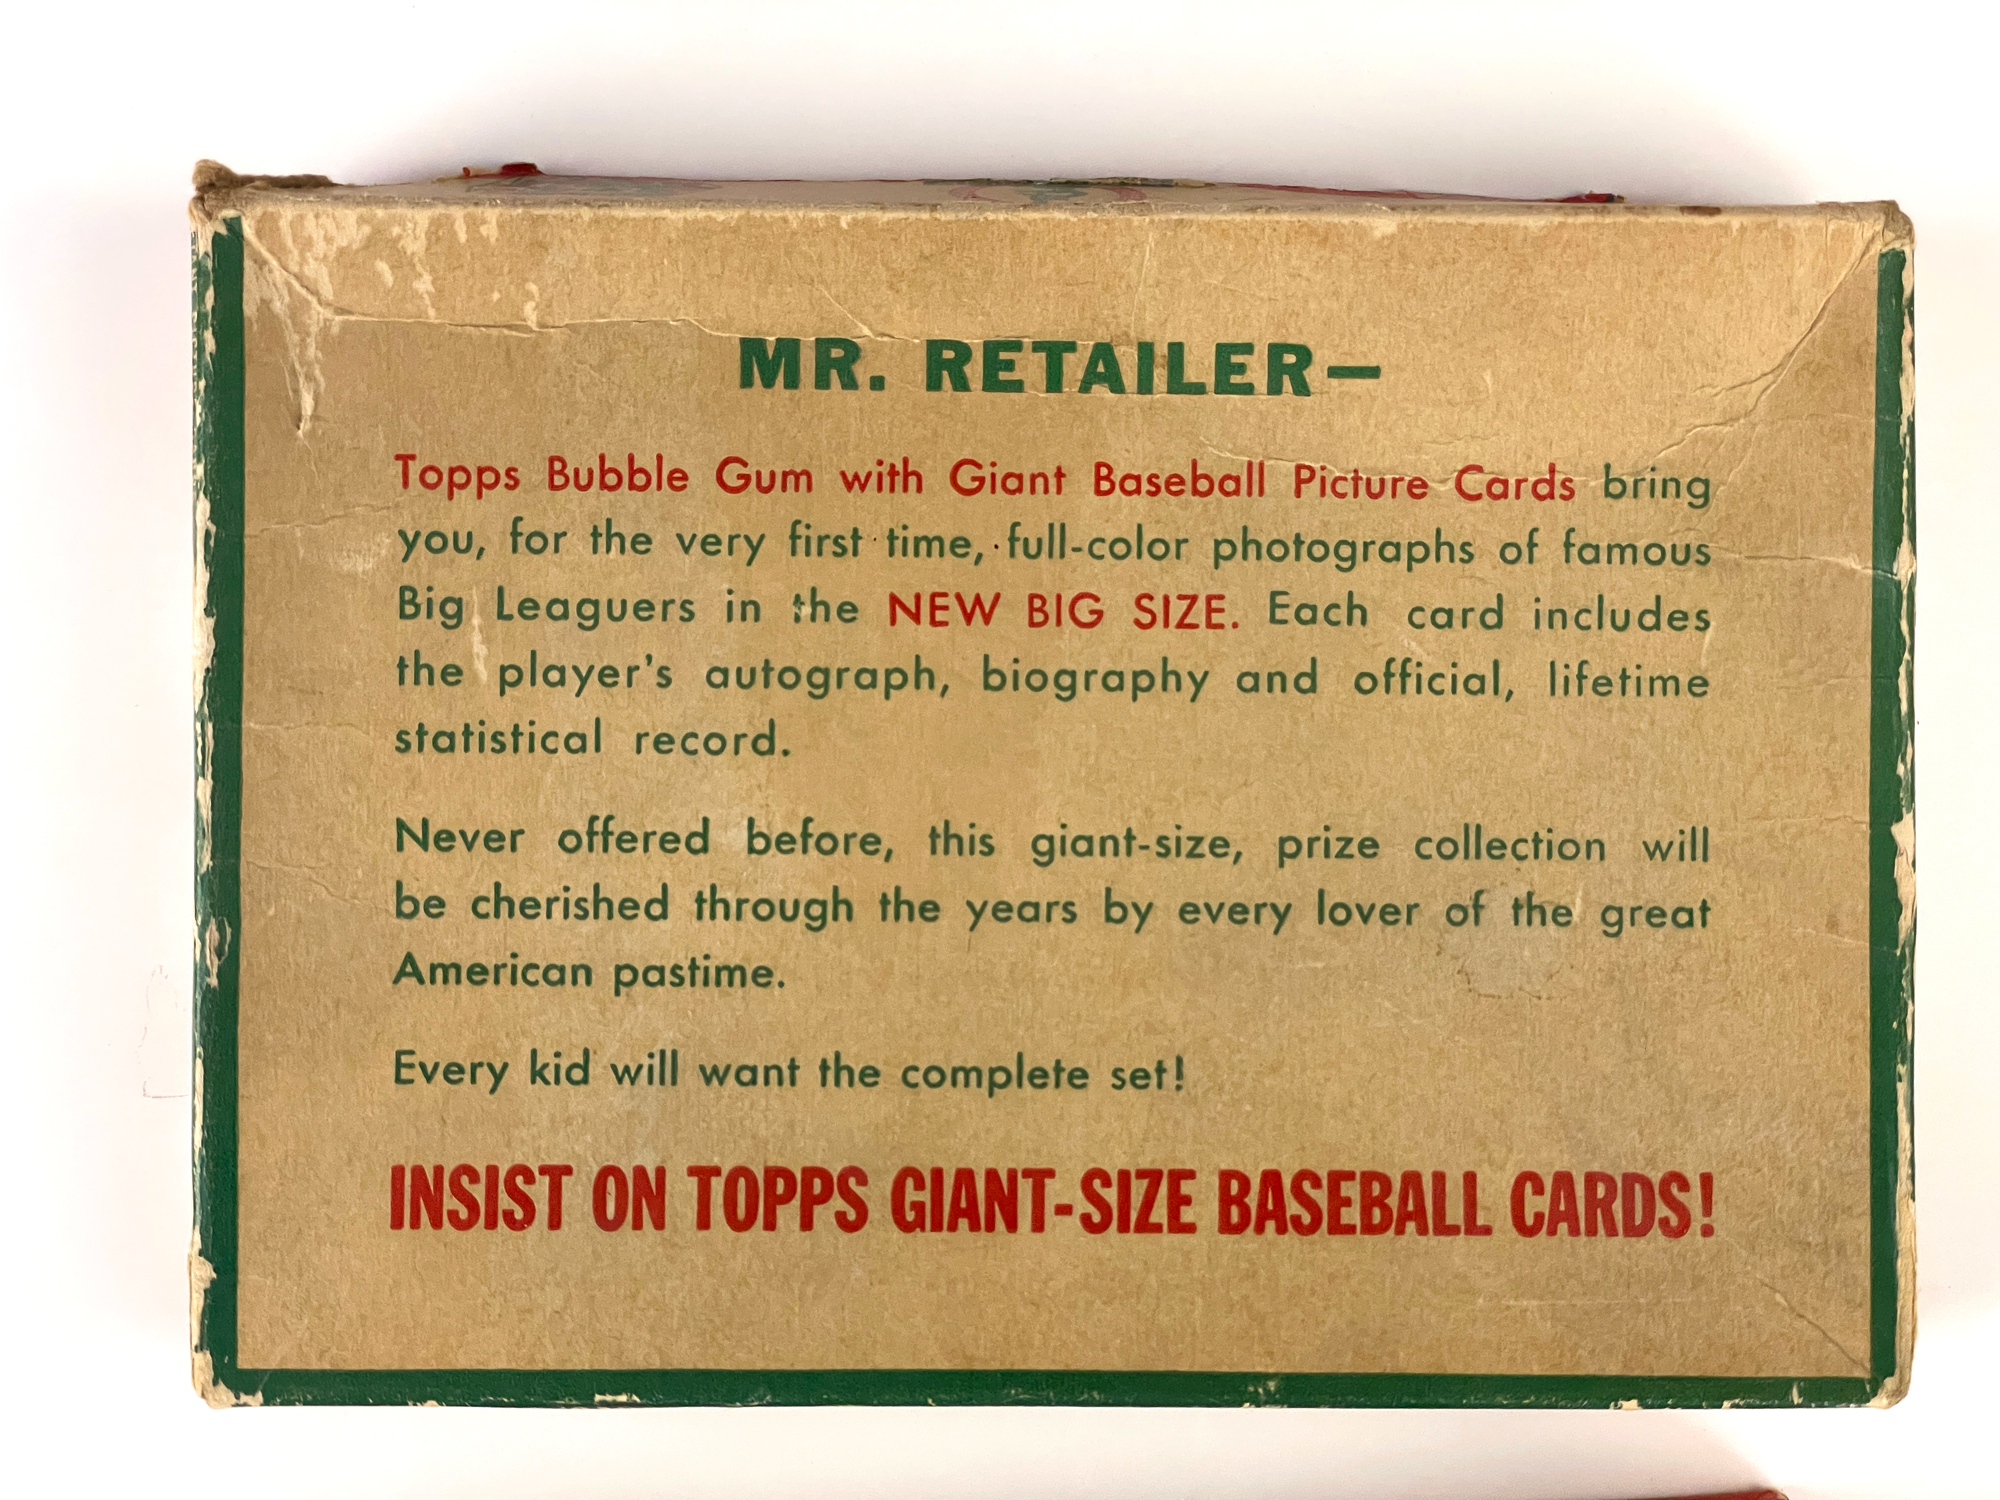 MR. RETAILER—
Topps Bubble Gum with Giant Baseball Picture Cards bring
you, for the very first time, full-color photographs of famous
Big Leaguers in the NEW BIG SIZE. Each card includes
the player's autograph, biography and official, lifetime
statistical record.
Never offered before, this giant-size, prize collection will
be cherished through the years by every lover of the great
American pastime.
Every kid will want the complete set!
INSIST ON TOPPS GIANT-SIZE BASEBALL CARDS!